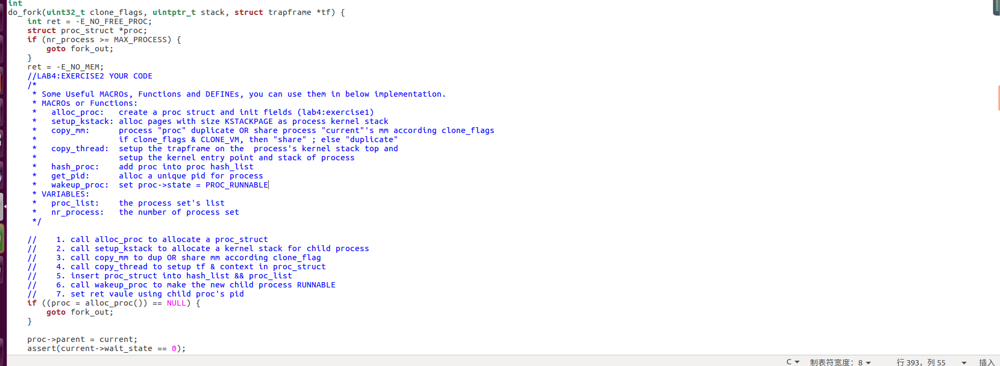 int
do_fork(uint32_t clone_flags, uintptr_t stack, struct trapframe *tf) {
    int ret = -E_NO_FREE_PROC;
    struct proc_struct *proc;
    if (nr_process >= MAX_PROCESS) {
        goto fork_out;
    }
    ret = -E_NO_MEM;
    //LAB4:EXERCISE2 YOUR CODE
    /*
     * Some Useful MACROs, Functions and DEFINEs, you can use them in below implementation.
     * MACROs or Functions:
     *   alloc_proc:   create a proc struct and init fields (lab4:exercise1)
     *   setup_kstack: alloc pages with size KSTACKPAGE as process kernel stack
     *   copy_mm:      process "proc" duplicate OR share process "current"'s mm according clone_flags
     *                 if clone_flags & CLONE_VM, then "share" ; else "duplicate"
     *   copy_thread:  setup the trapframe on the  process's kernel stack top and
     *                 setup the kernel entry point and stack of process
     *   hash_proc:    add proc into proc hash_list
     *   get_pid:      alloc a unique pid for process
     *   wakeup_proc:  set proc->state = PROC_RUNNABLE
     * VARIABLES:
     *   proc_list:    the process set's list
     *   nr_process:   the number of process set
     */
    //    1. call alloc_proc to allocate a proc_struct
    //    2. call setup_kstack to allocate a kernel stack for child process
    //    3. call copy_mm to dup OR share mm according clone_flag
    //    4. call copy_thread to setup tf & context in proc_struct
    //    5. insert proc_struct into hash_list && proc_list
    //    6. call wakeup_proc to make the new child process RUNNABLE
    //    7. set ret vaule using child proc's pid
    if ((proc = alloc_proc()) == NULL) {
        goto fork_out;
    }
    proc->parent = current;
    assert(current->wait_state == 0);
C 制表符宽度：8 行 393，列 55 插入